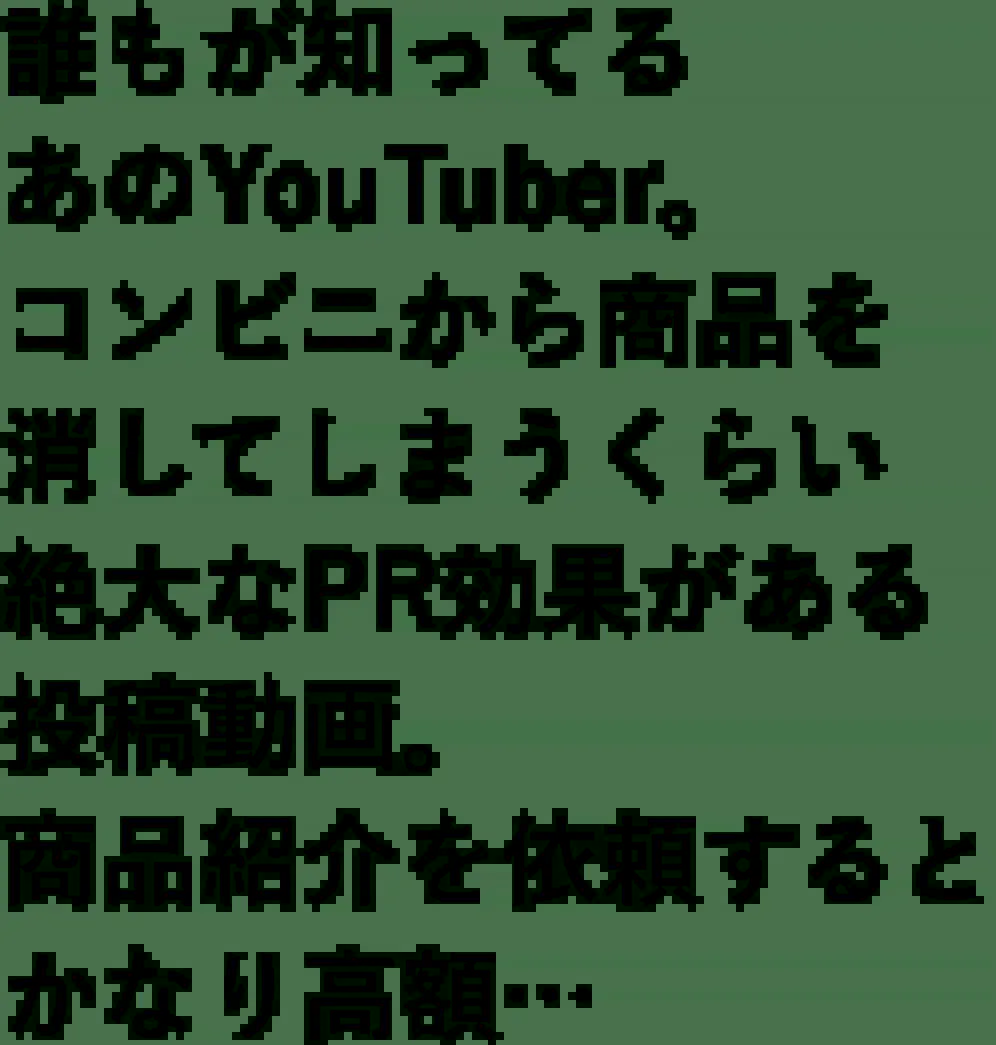 誰もが知ってる
あのYouTuber。
コンビニから商品を
消してしまうくらい
絶大なPR効果がある
投稿動画。
商品紹介を依頼すると
かなり高額…